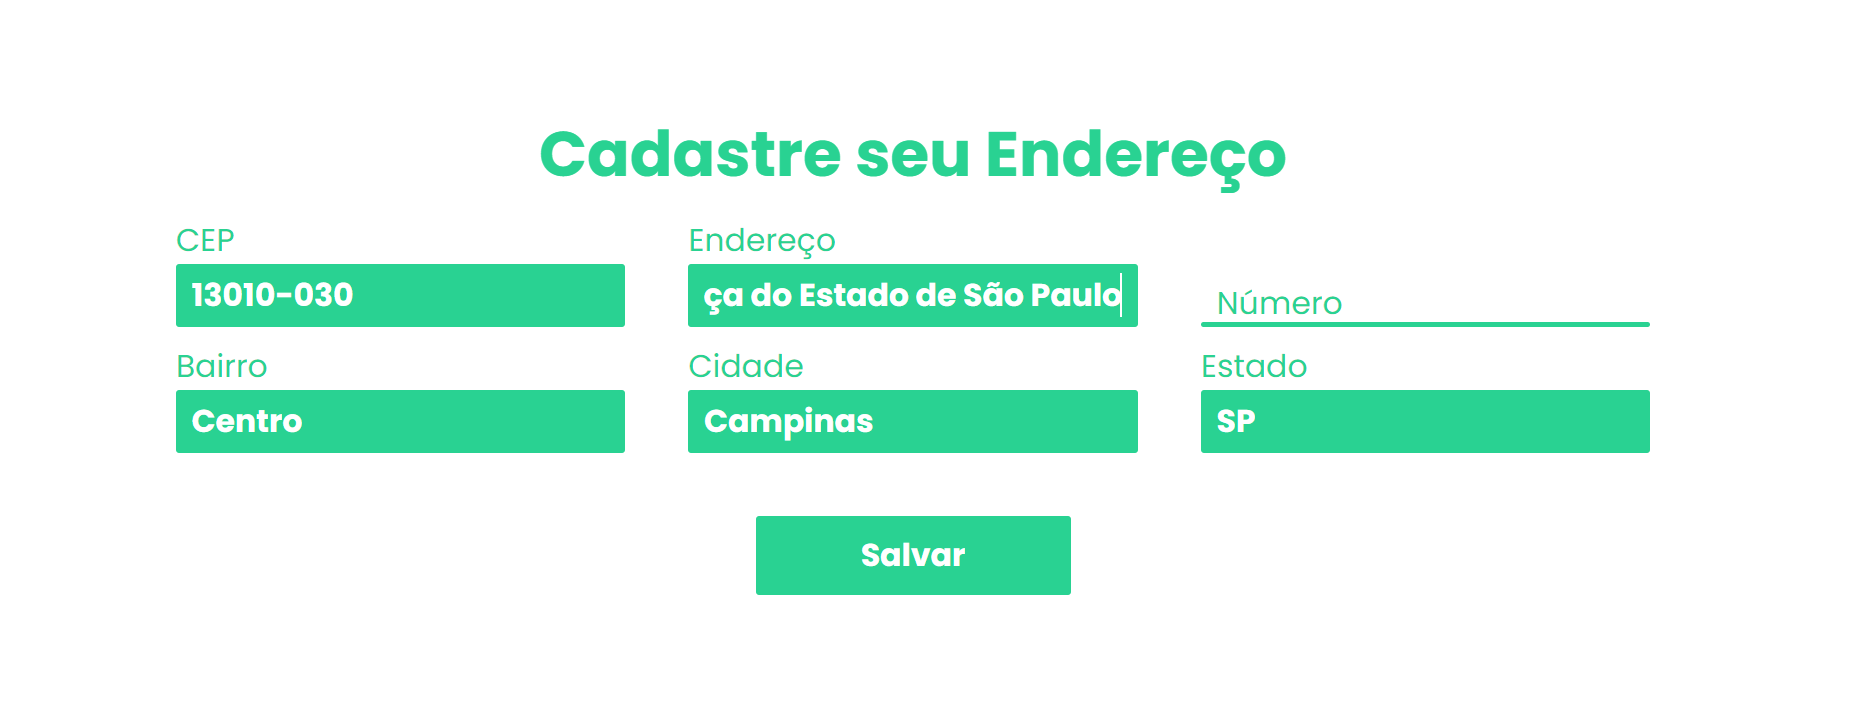 Cadastre seu Endereço
CEP
13010-030
Endereço
ça do Estado de São Paulo
Número
Bairro
Centro
Cidade
Campinas
Estado
SP
Salvar